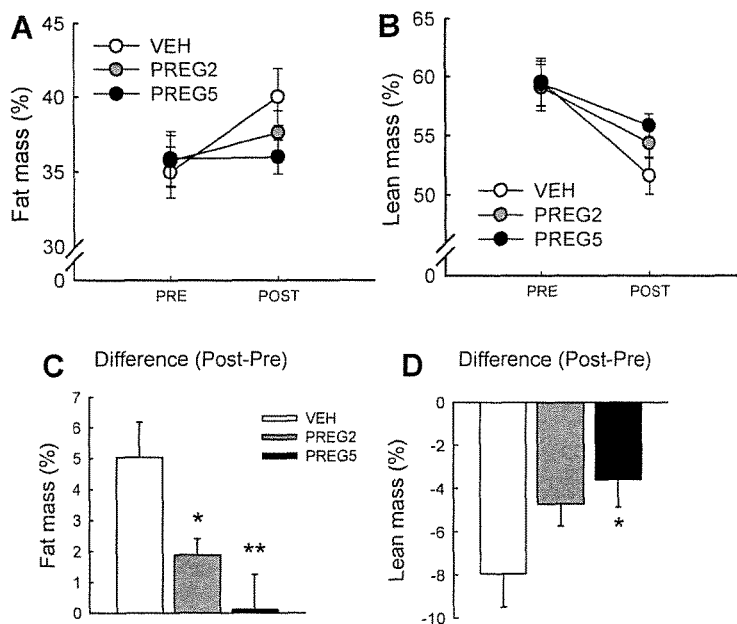 A
Fat mass (%)
45
40
35
30
0
VEH
PREG2
PREG5
PRE POST
B
Lean mass (%)
65
60
55
50
0
VEH
PREG2
PREG5
PRE POST
C
Difference (Post-Pre)
Fat mass (%)
7
6
5
4
3
2
1
0
VEH
PREG2
PREG5
*
**
D
Difference (Post-Pre)
Lean mass (%)
-0
-2
-4
-6
-8
-10
*